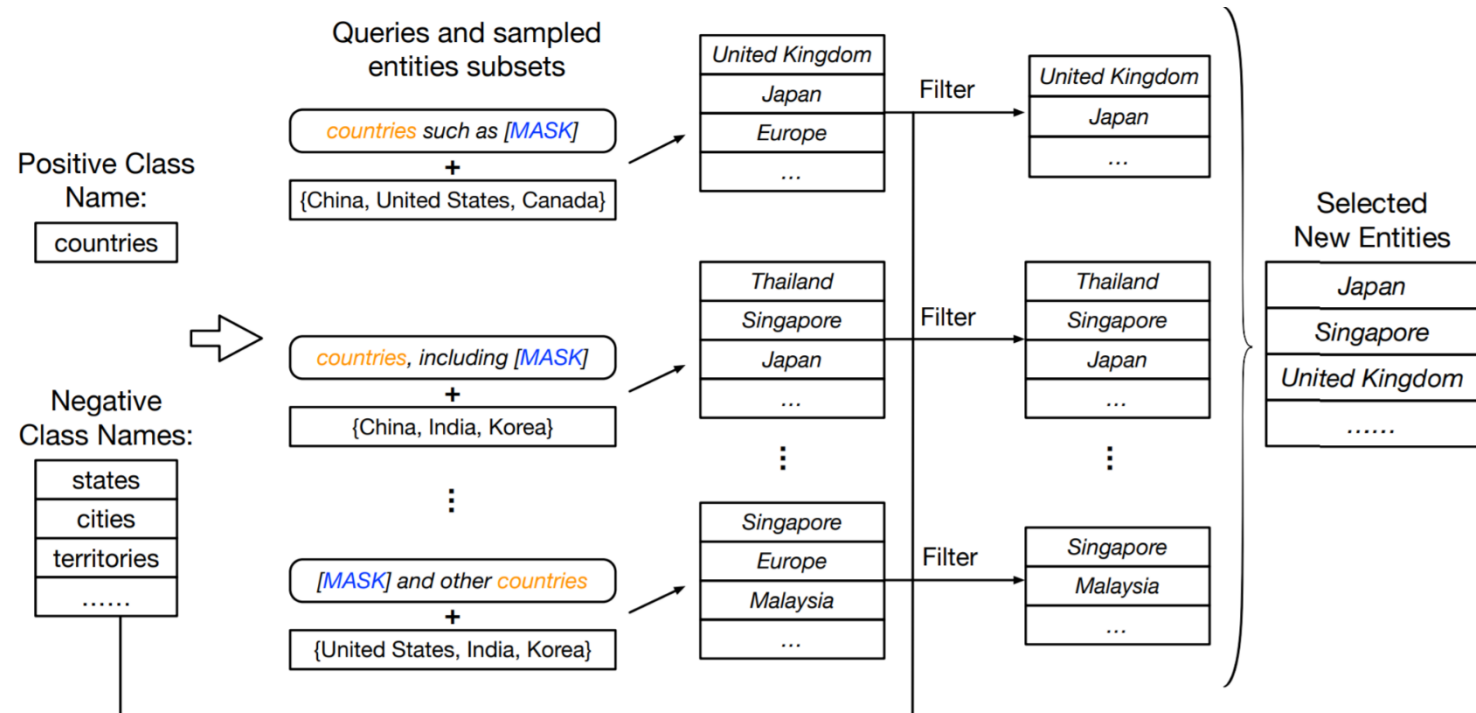 Positive Class
Name:
countries
Negative
Class Names:
states
cities
territories
......
Queries and sampled
entities subsets
countries such as [MASK]
+
{China, United States, Canada}
countries, including [MASK]
+
{China, India, Korea}
⋮
[MASK] and other countries
+
{United States, India, Korea}
United Kingdom
Japan
Europe
...
Thailand
Singapore
Japan
...
⋮
Singapore
Europe
Malaysia
...
Filter
Filter
Filter
United Kingdom
Japan
...
Thailand
Singapore
Japan
...
⋮
Singapore
Malaysia
...
Selected
New Entities
Japan
Singapore
United Kingdom
......